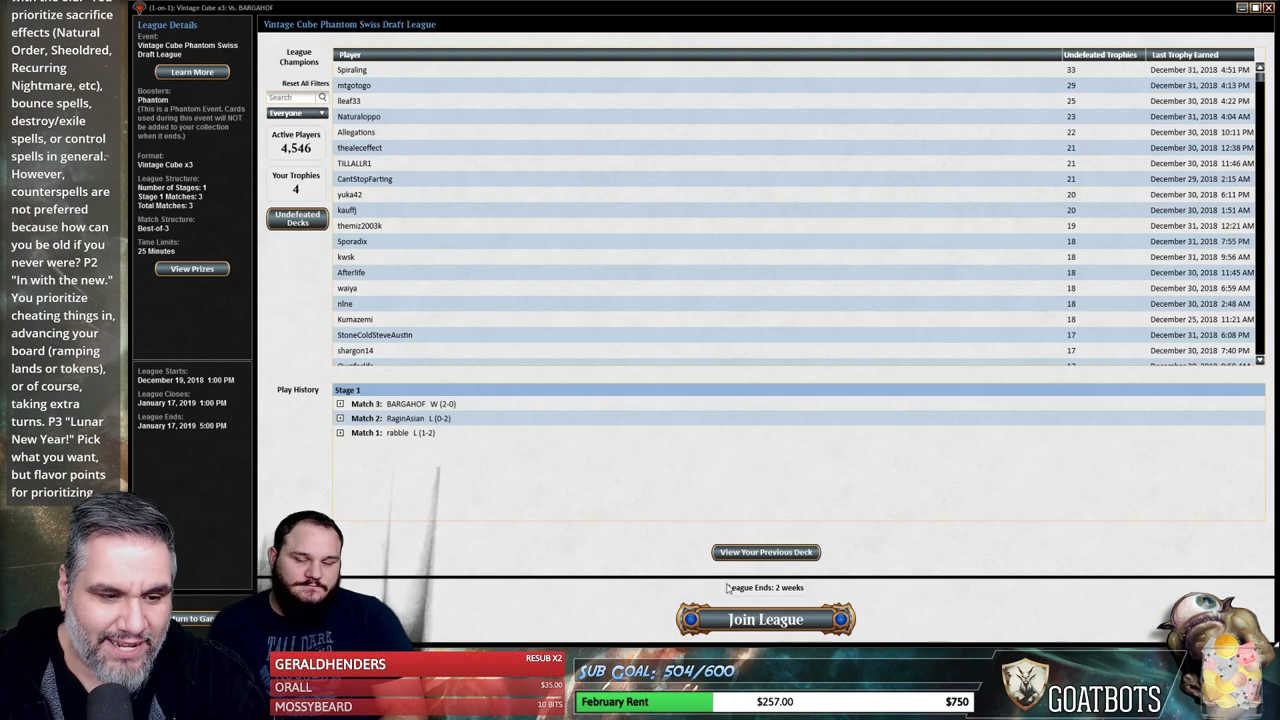 (1-on-1): Vintage Cube x3: Vs. BARGAHOF
prioritize sacrifice
effects (Natural
Order, Sheoldred,
Recurring
Nightmare, etc),
bounce spells,
destroy/exile
spells, or control
spells in general.
However,
counterspells are
not preferred
because how can
you be old if you
never were? P2
"In with the new."
You prioritize
cheating things in,
advancing your
board (ramping
lands or tokens),
or of course,
taking extra
turns. P3 "Lunar
New Year!" Pick
what you want,
but flavor points
for prioritizing
League Details
Event:
Vintage Cube Phantom Swiss
Draft League
Learn More
Boosters:
Phantom
(This is a Phantom Event. Cards
used during this event will NOT
be added to your collection
when it ends.)
Format:
Vintage Cube x3
League Structure:
Number of Stages: 1
Stage 1 Matches: 3
Total Matches: 3
Match Structure:
Best-of-3
Time Limits:
25 Minutes
View Prizes
League Starts:
December 19, 2018 1:00 PM
League Closes:
January 17, 2019 1:00 PM
League Ends:
January 17, 2019 5:00 PM
Vintage Cube Phantom Swiss Draft League
League
Champions
Reset All Filters
Search
Everyone
Active Players
4,546
Your Trophies
4
Undefeated
Decks
Player Undefeated Trophies Last Trophy Earned
Spiraling 33 December 31, 2018 4:51 PM
mtgotogo 29 December 31, 2018 4:13 PM
lleaf33 25 December 30, 2018 4:22 PM
Naturaloppo 23 December 31, 2018 4:04 AM
Allegations 22 December 30, 2018 10:11 PM
thealeceffect 21 December 30, 2018 12:38 PM
TILLALLR1 21 December 30, 2018 11:46 AM
CantStopFarting 21 December 29, 2018 2:15 AM
yuka42 20 December 30, 2018 6:11 PM
kauffj 20 December 30, 2018 1:51 AM
themiz2003k 19 December 31, 2018 12:21 AM
Sporadix 18 December 31, 2018 7:55 PM
kwsk 18 December 30, 2018 9:56 AM
Afterlife 18 December 30, 2018 11:45 AM
waiya 18 December 30, 2018 6:59 AM
nlne 18 December 30, 2018 2:48 AM
Kumazemi 18 December 25, 2018 11:21 AM
StoneColdSteveAustin 17 December 31, 2018 6:08 PM
shargon14 17 December 30, 2018 7:40 PM
Play History
Stage 1
Match 3: BARGAHOF W (2-0)
Match 2: RaginAsian L (0-2)
Match 1: rabble L (1-2)
View Your Previous Deck
League Ends: 2 weeks
Join League
GERALDHENDERS RESUB X2
ORALL $35.00
MOSSYBEARD 10 BITS
SUB GOAL: 504/600
February Rent $257.00 $750
GOATBOTS